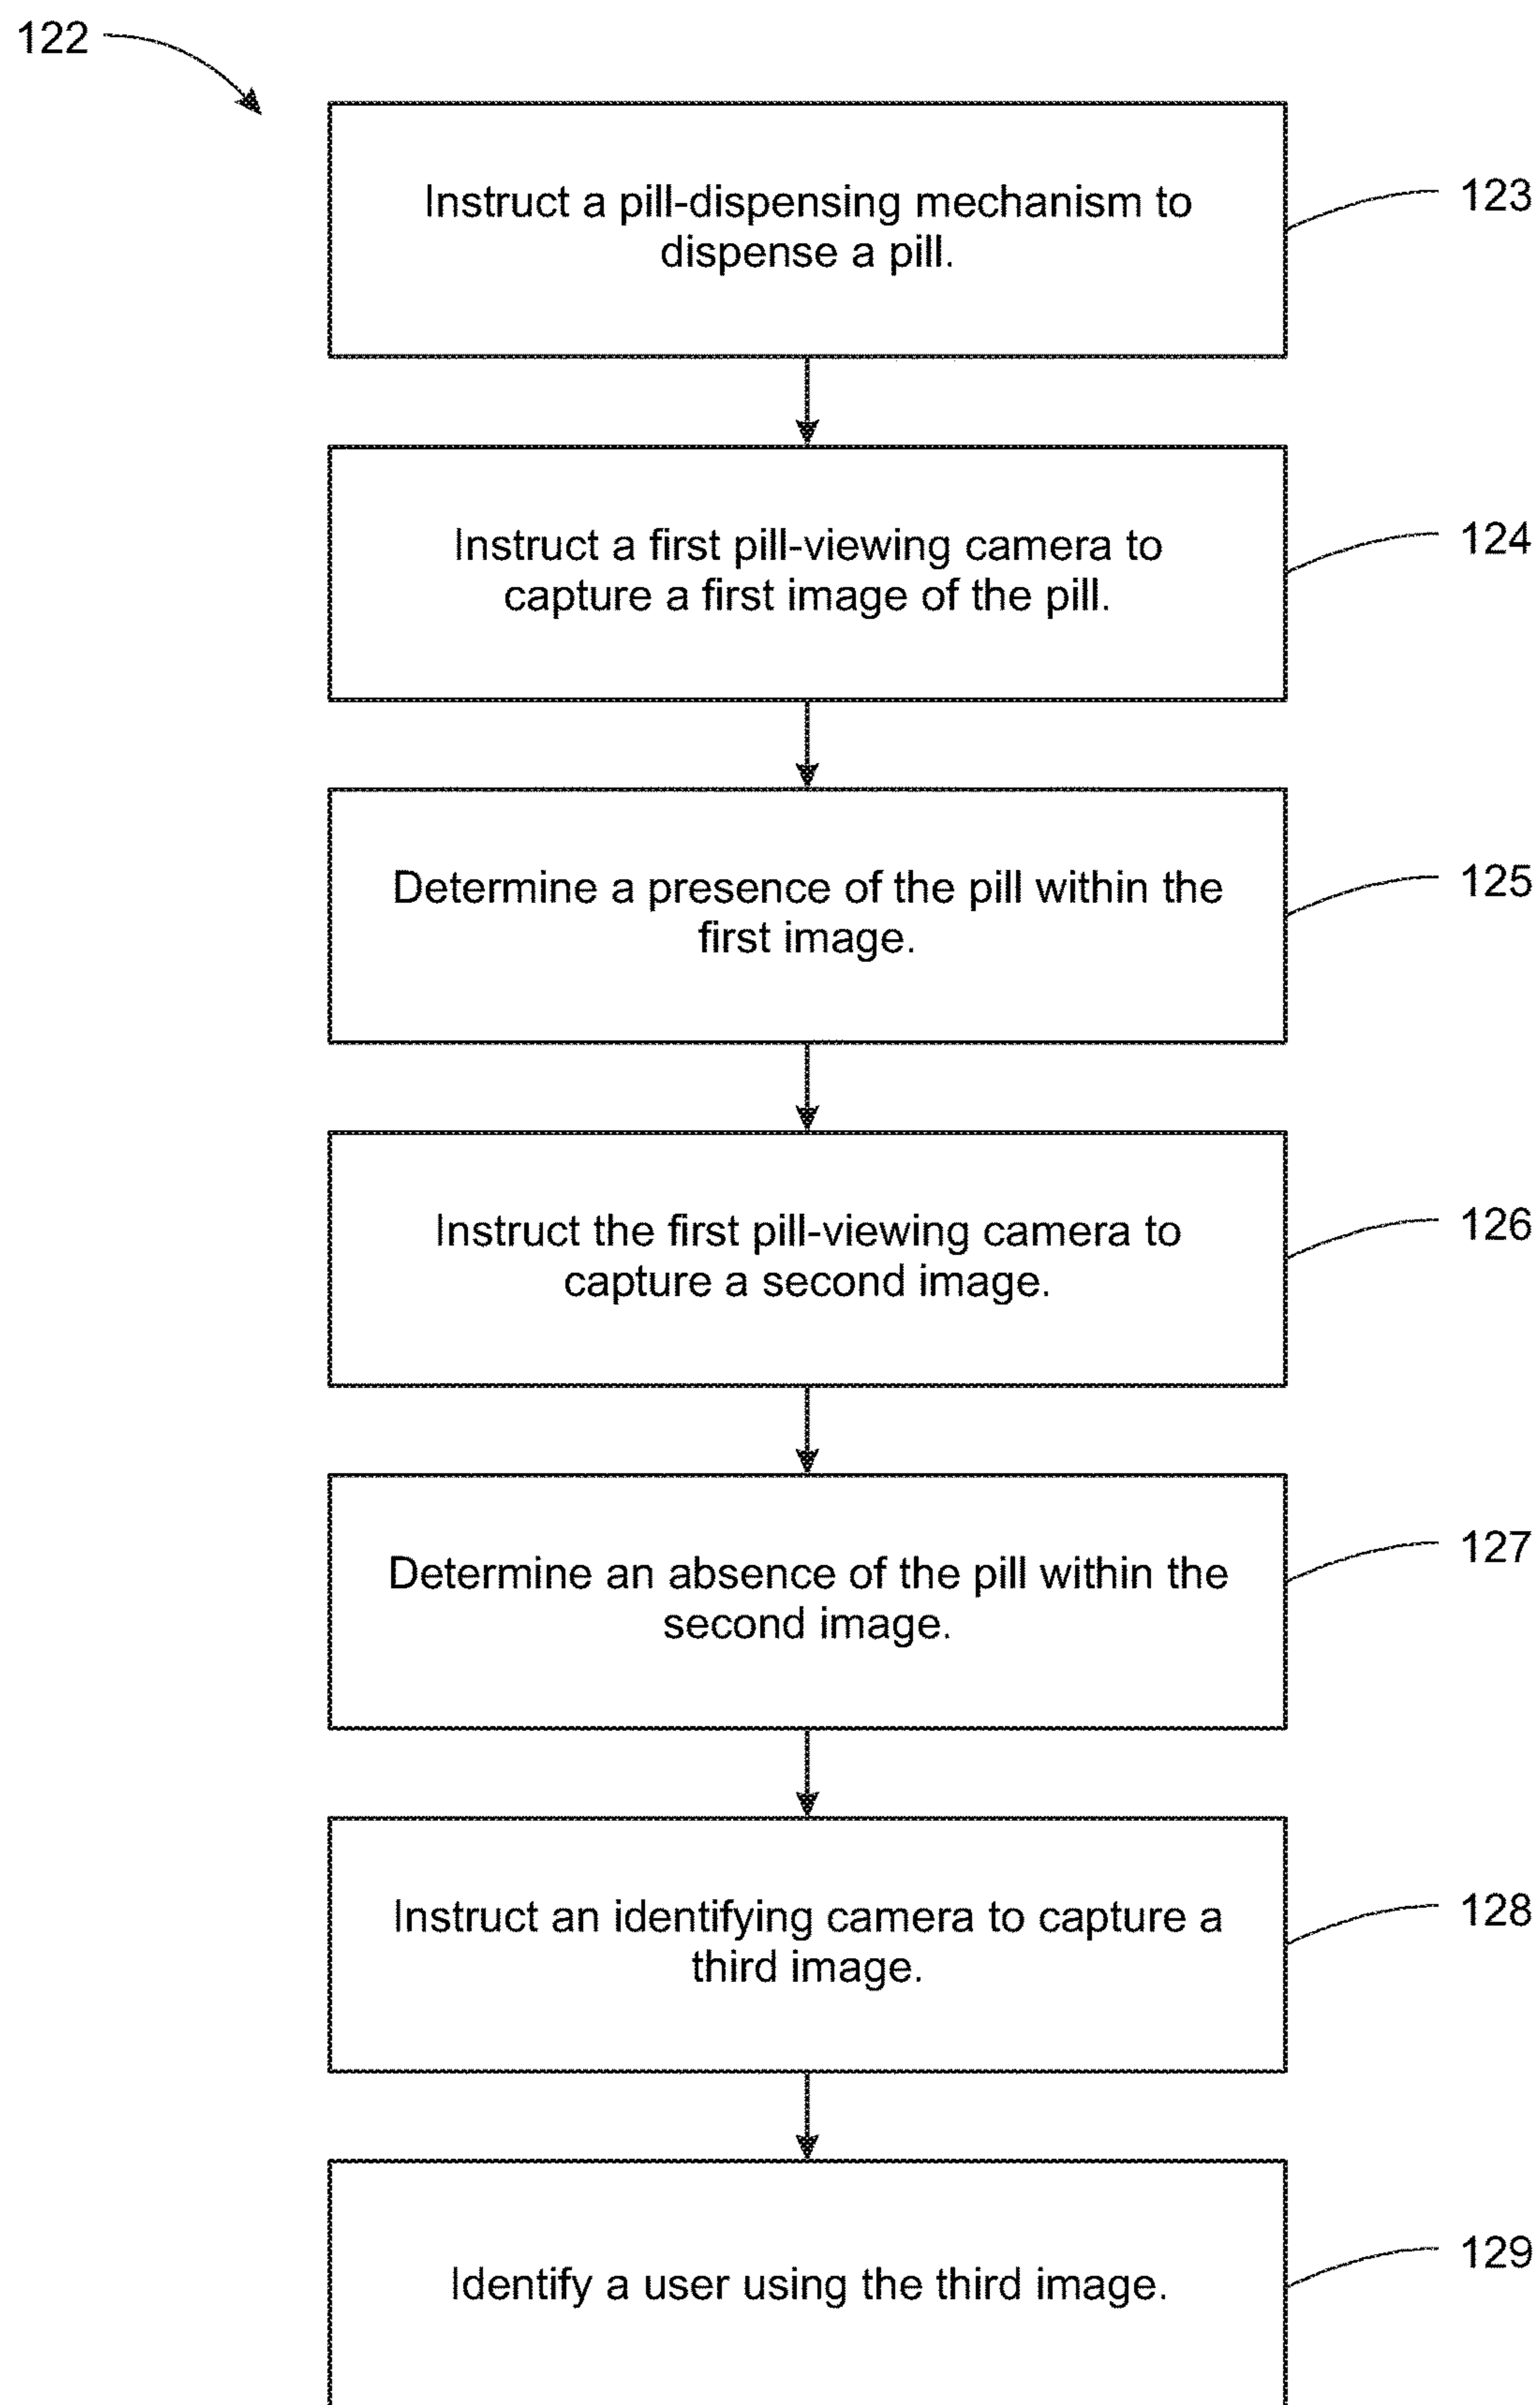 122
Instruct a pill-dispensing mechanism to
dispense a pill.
123
Instruct a first pill-viewing camera to
capture a first image of the pill.
124
Determine a presence of the pill within the
first image.
125
Instruct the first pill-viewing camera to
capture a second image.
126
Determine an absence of the pill within the
second image.
127
Instruct an identifying camera to capture a
third image.
128
Identify a user using the third image.
129